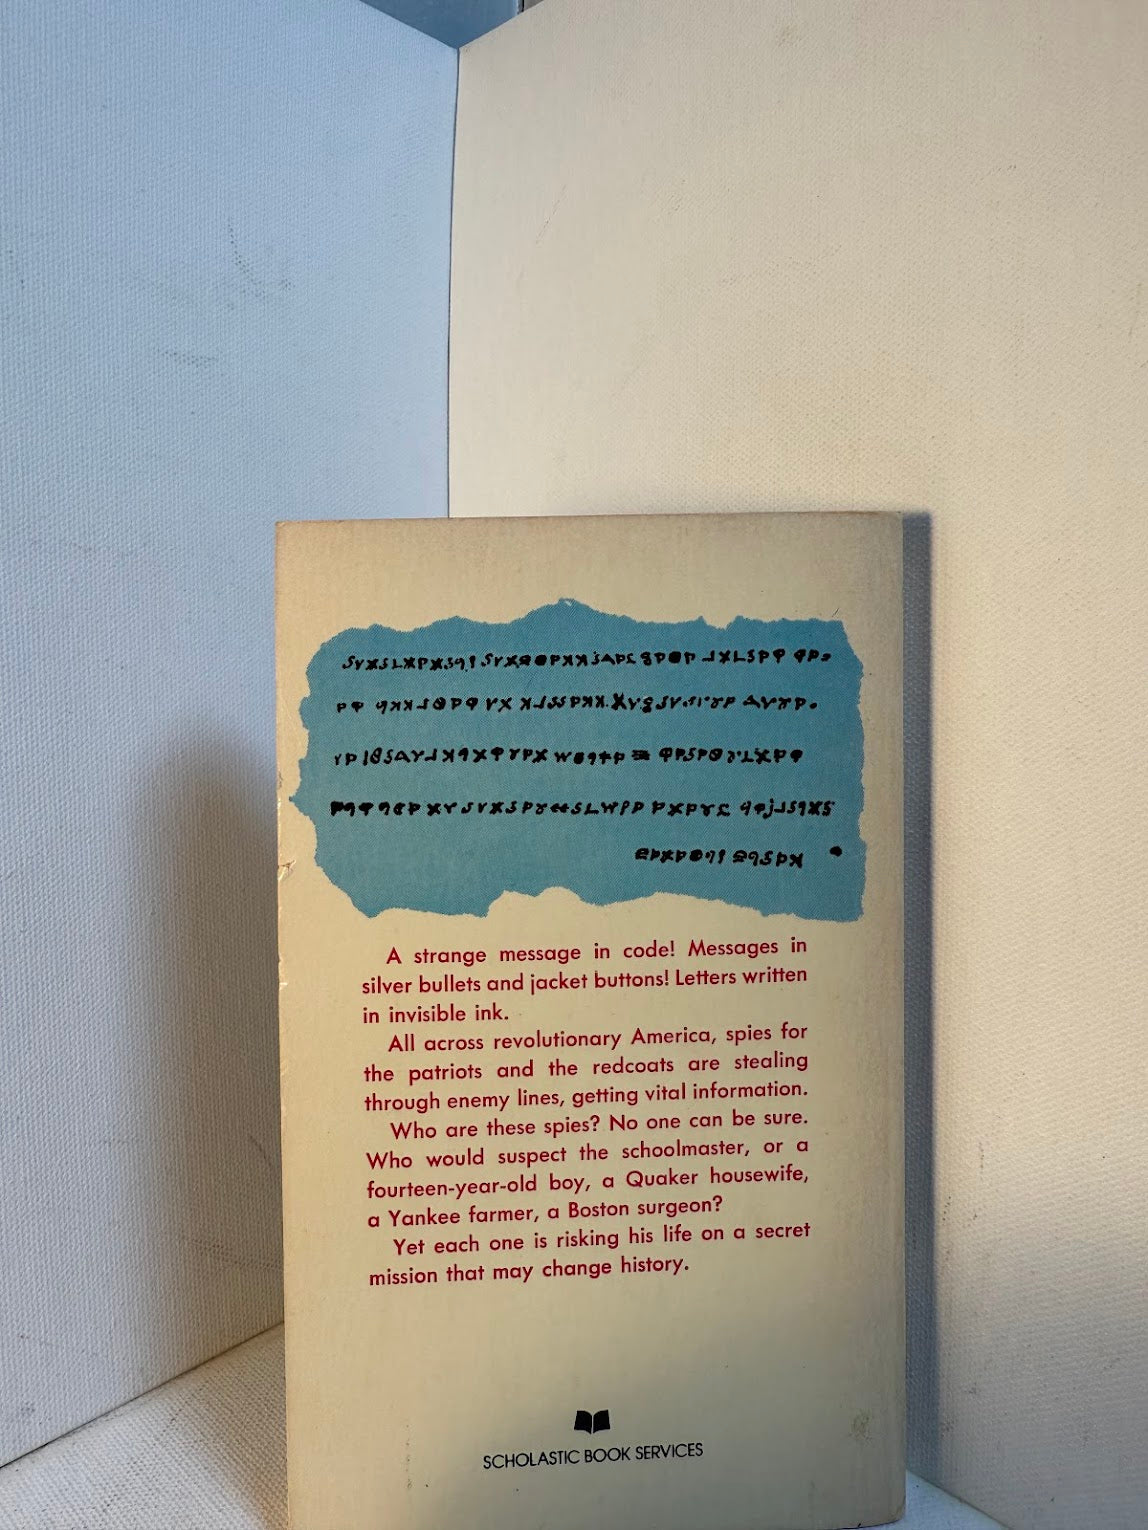 A strange message in code! Messages in
silver bullets and jacket buttons! Letters written
in invisible ink.
All across revolutionary America, spies for
the patriots and the redcoats are stealing
through enemy lines, getting vital information.
Who are these spies? No one can be sure.
Who would suspect the schoolmaster, or a
fourteen-year-old boy, a Quaker housewife,
a Yankee farmer, a Boston surgeon?
Yet each one is risking his life on a secret
mission that may change history.
SCHOLASTIC BOOK SERVICES